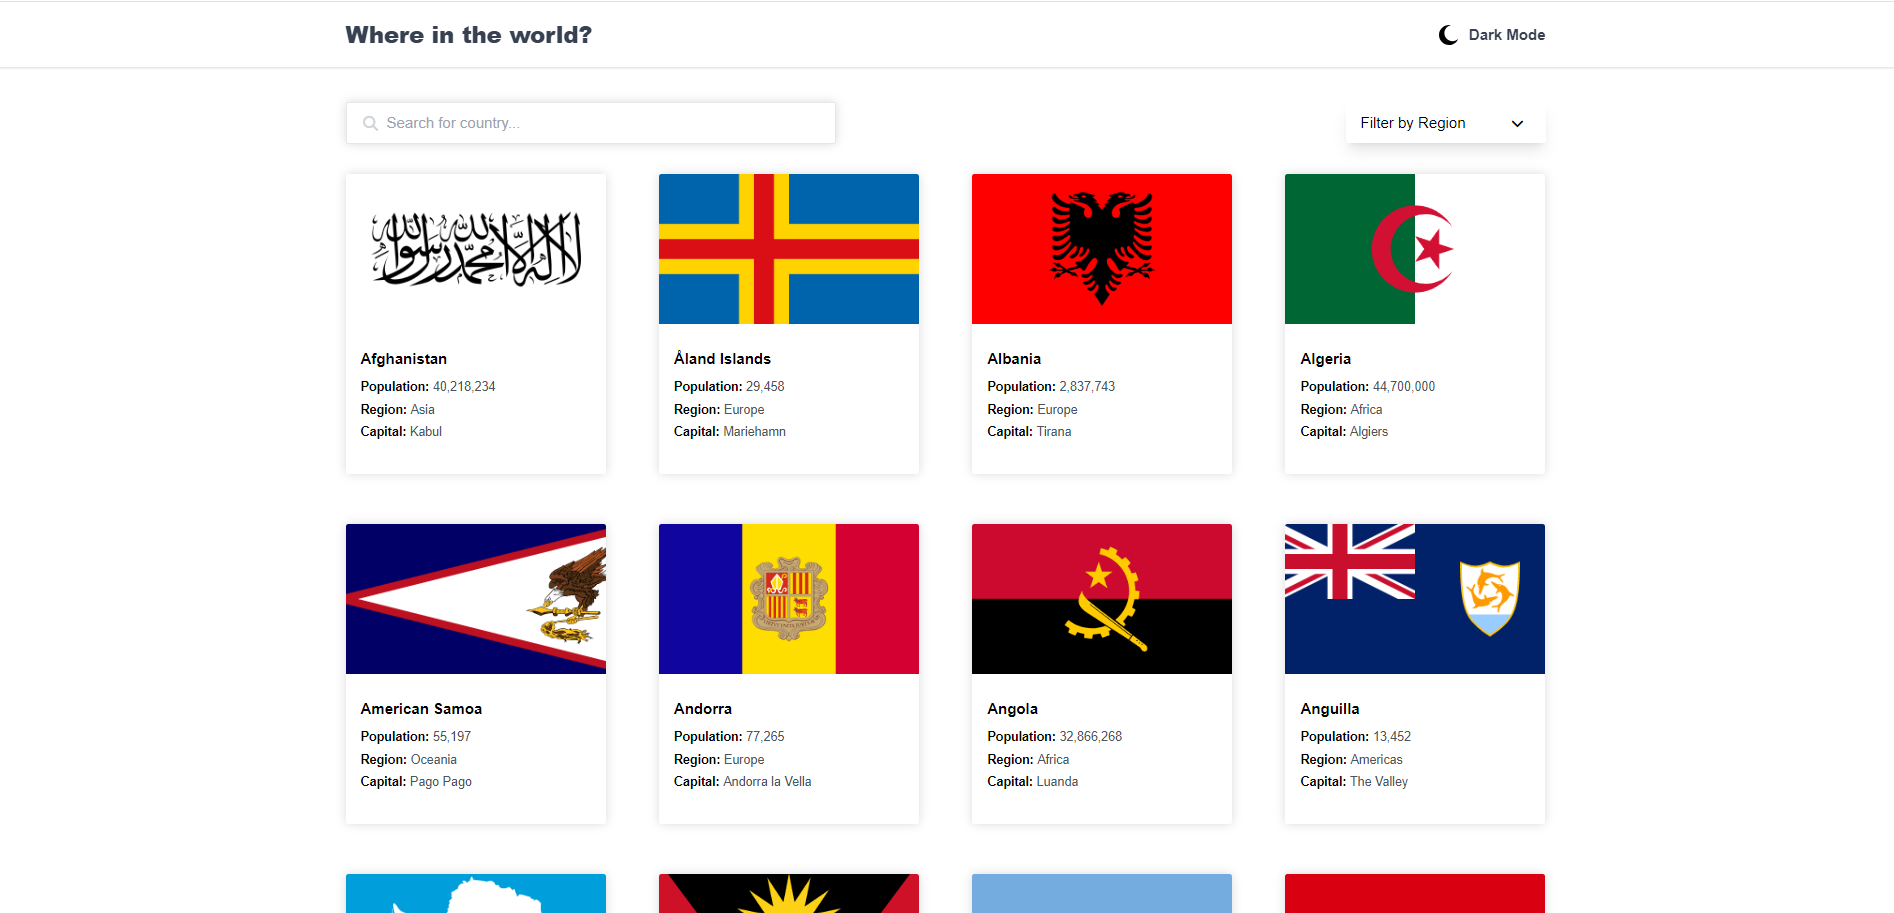 Where in the world?
Dark Mode
Search for country...
Filter by Region
لا إله إلا الله محمد رسول الله
Afghanistan
Population: 40,218,234
Region: Asia
Capital: Kabul
Åland Islands
Population: 29,458
Region: Europe
Capital: Mariehamn
Albania
Population: 2,837,743
Region: Europe
Capital: Tirana
Algeria
Population: 44,700,000
Region: Africa
Capital: Algiers
American Samoa
Population: 55,197
Region: Oceania
Capital: Pago Pago
Andorra
Population: 77,265
Region: Europe
Capital: Andorra la Vella
Angola
Population: 32,866,268
Region: Africa
Capital: Luanda
Anguilla
Population: 13,452
Region: Americas
Capital: The Valley